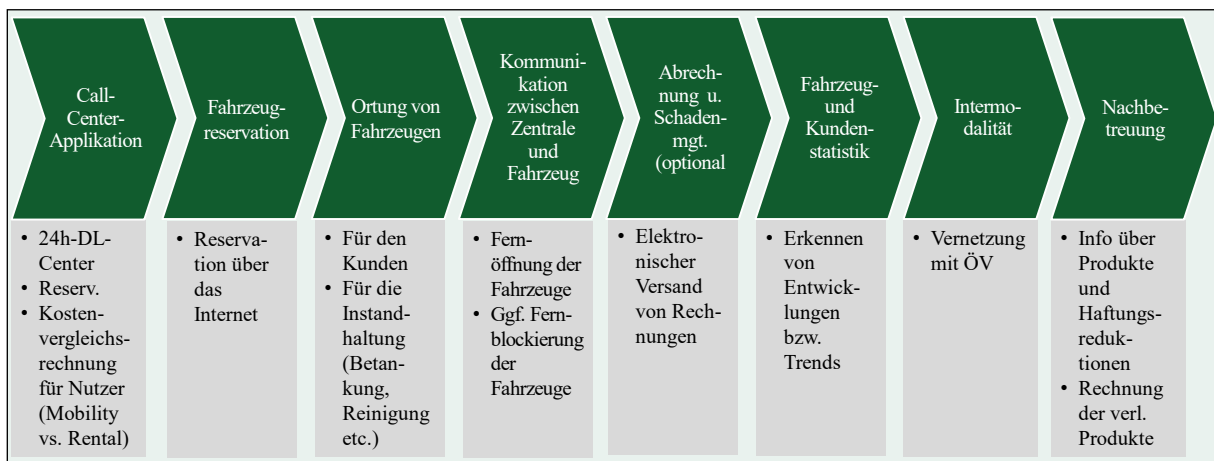 Call-
Center-
Applikation
Fahrzeug-
reservation
Ortung von
Fahrzeugen
Kommuni-
kation
zwischen
Zentrale
und
Fahrzeug
Abrech-
nung u.
Schaden-
mgt.
(optional
Fahrzeug-
und
Kunden-
statistik
Intermo-
dalität
Nachbe-
treuung
• 24h-DL-
Center
• Reserv.
• Kosten-
vergleichs-
rechnung
für Nutzer
(Mobility
vs. Rental)
• Reserva-
tion über
das
Internet
• Für den
Kunden
• Für die
Instand-
haltung
(Betan-
kung,
Reinigung
etc.)
• Fern-
öffnung der
Fahrzeuge
• Ggf. Fern-
blockierung
der
Fahrzeuge
• Elektro-
nischer
Versand
von Rech-
nungen
• Erkennen
von
Entwick-
lungen
bzw.
Trends
• Vernetzung
mit ÖV
• Info über
Produkte
und
Haftungs-
reduk-
tionen
• Rechnung
der verl.
Produkte